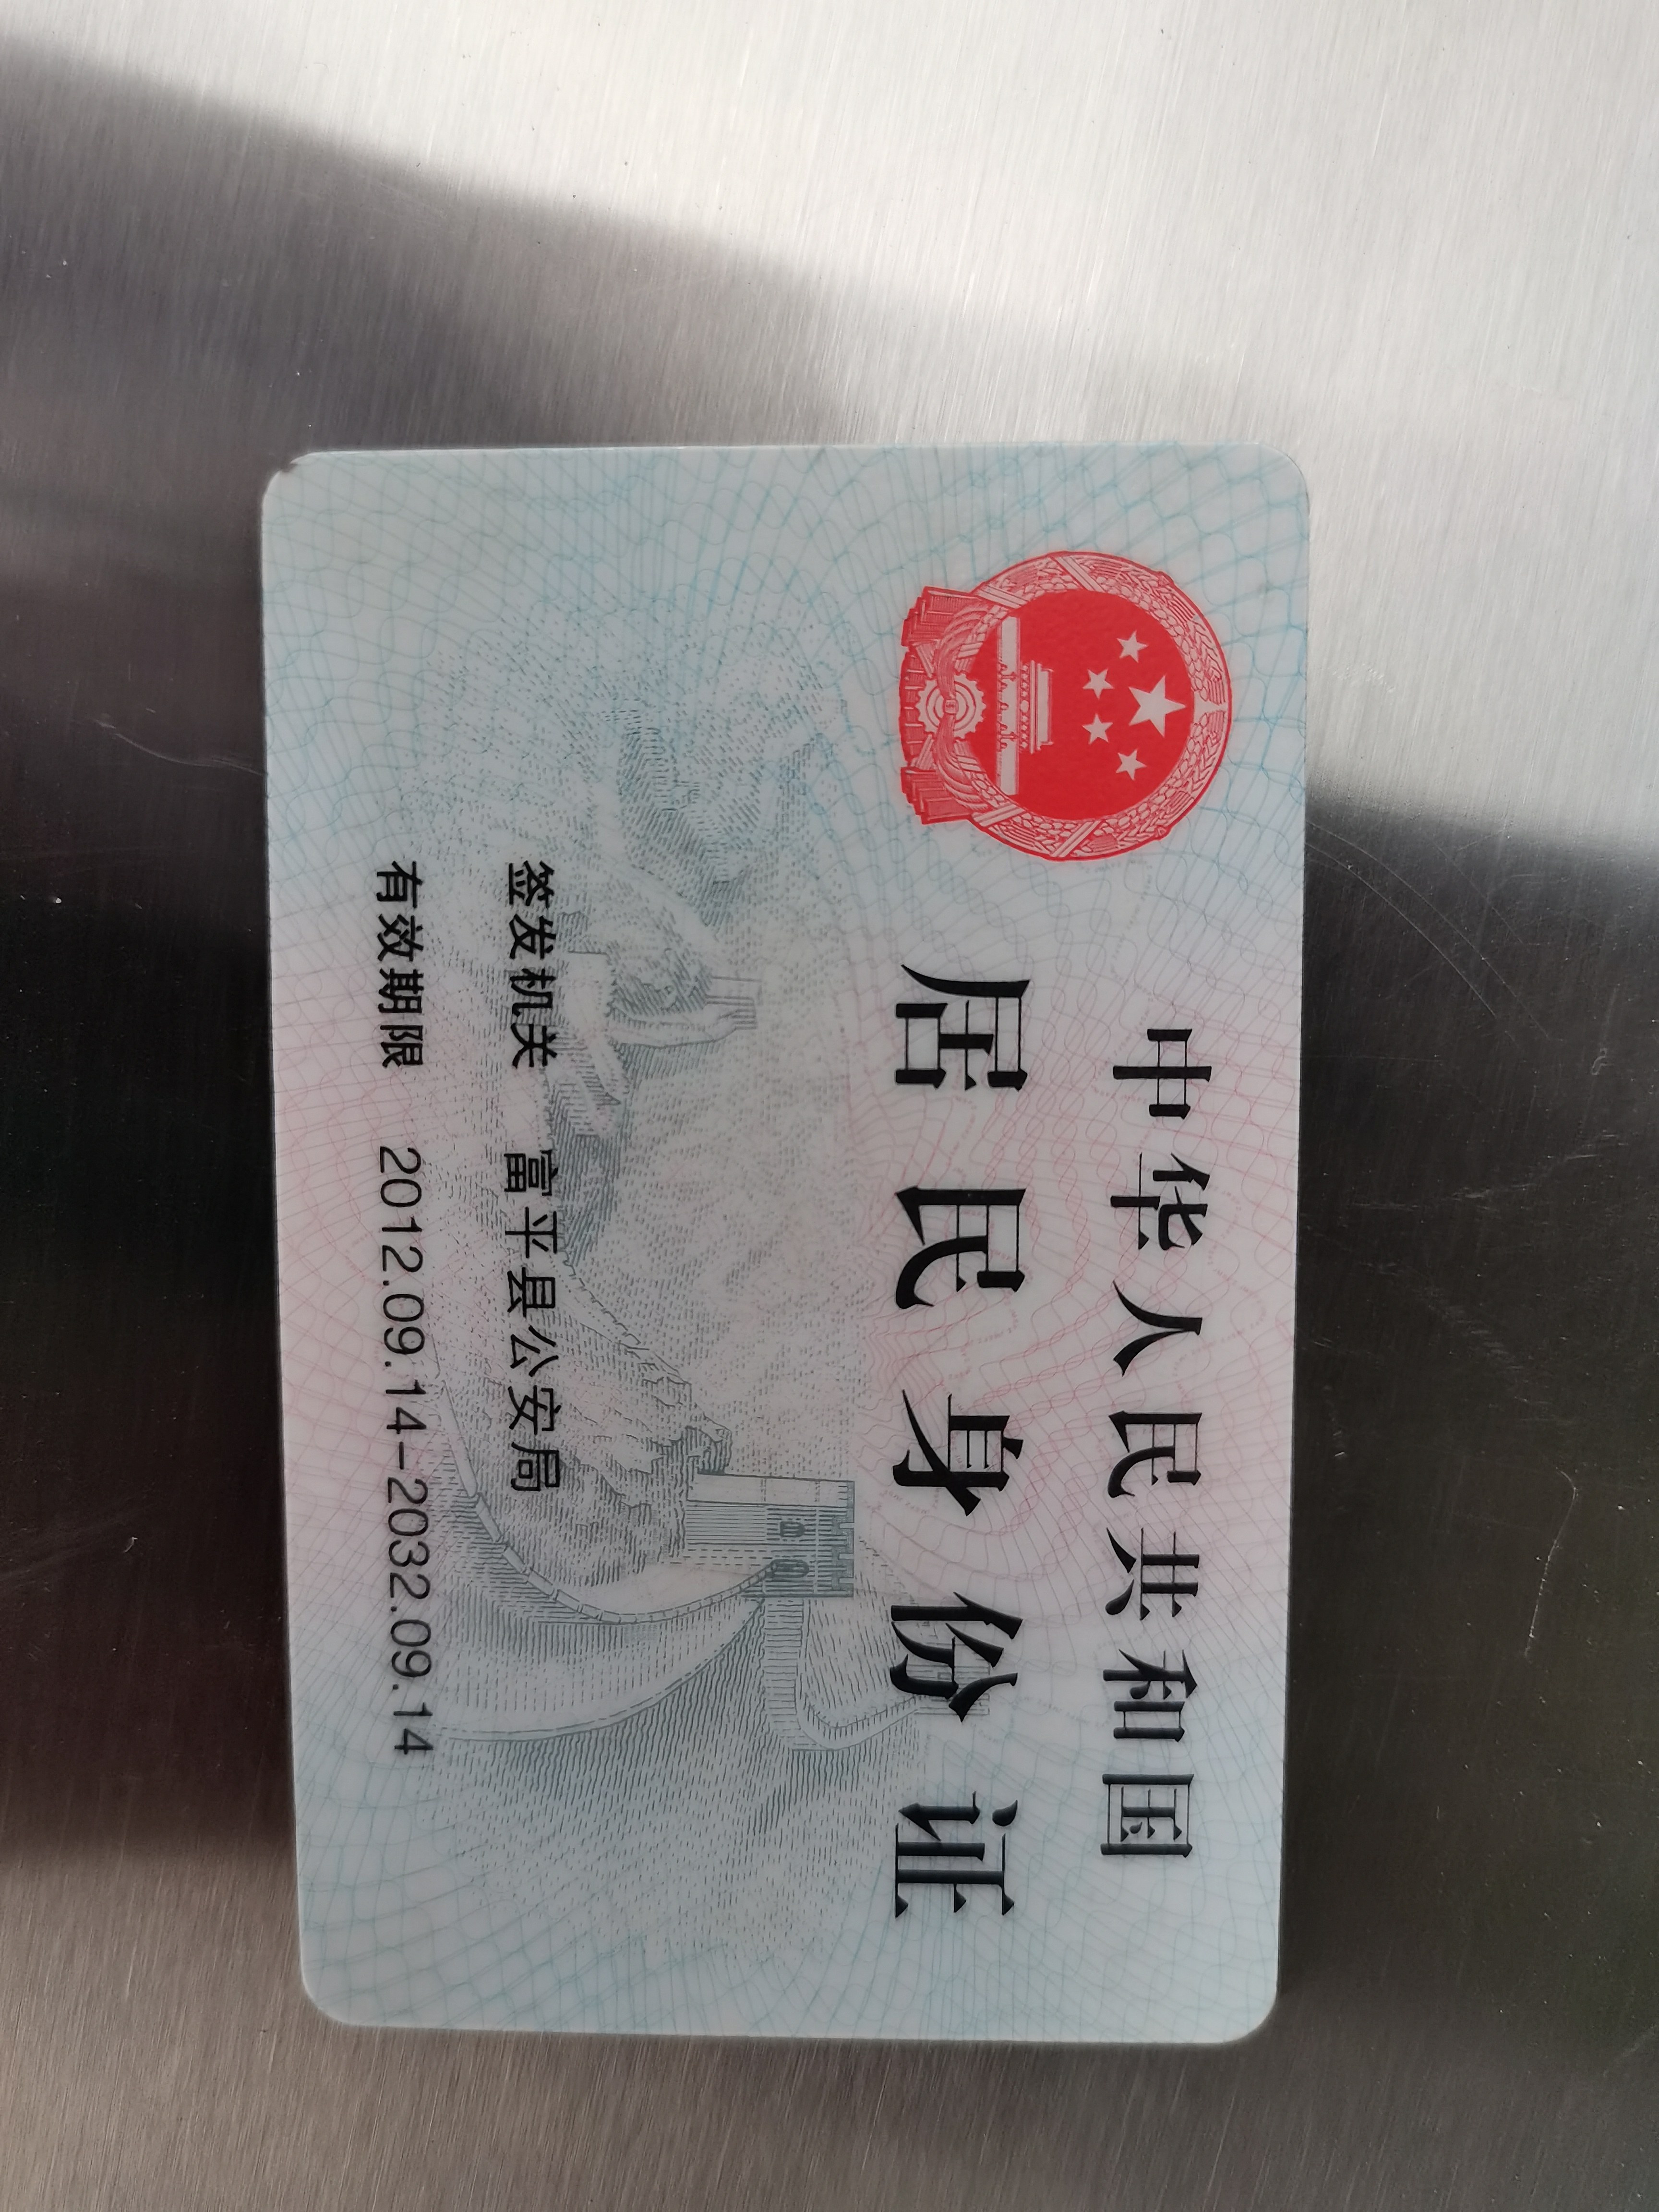 中华人民共和国
居民身份证
签发机关 富平县公安局
有效期限 2012.09.14-2032.09.14